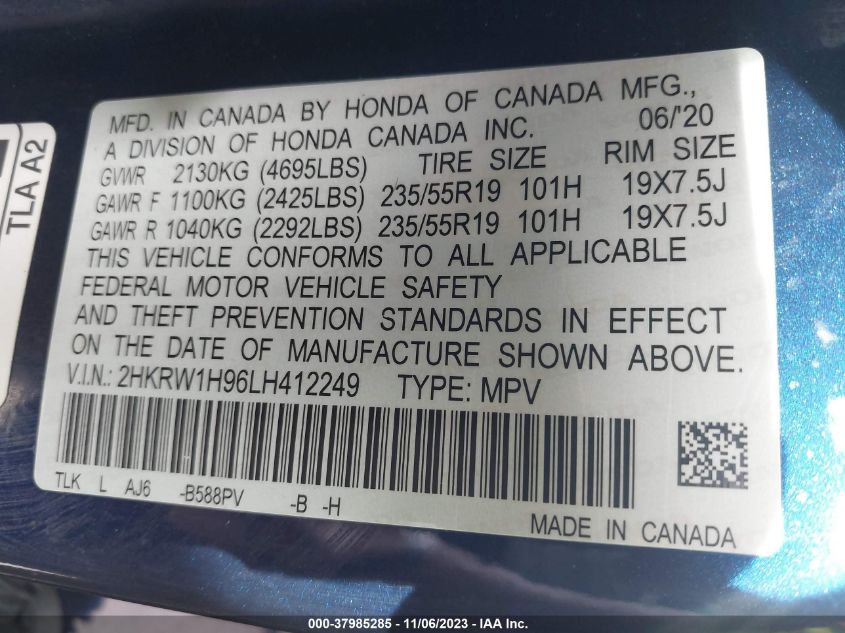 MFD. IN CANADA BY HONDA OF CANADA MFG.,
A DIVISION OF HONDA CANADA INC. 06/'20
GVWR 2130KG (4695LBS) TIRE SIZE RIM SIZE
GAWR F 1100KG (2425LBS) 235/55R19 101H 19X7.5J
GAWR R 1040KG (2292LBS) 235/55R19 101H 19X7.5J
THIS VEHICLE CONFORMS TO ALL APPLICABLE
FEDERAL MOTOR VEHICLE SAFETY
AND THEFT PREVENTION STANDARDS IN EFFECT
ON THE DATE OF MANUFACTURE SHOWN ABOVE.
V.I.N.: 2HKRW1H96LH412249 TYPE: MPV
TLK L AJ6 -B588PV -B -H
MADE IN CANADA
TLA A2
000-37985285 - 11/06/2023 - IAA Inc.